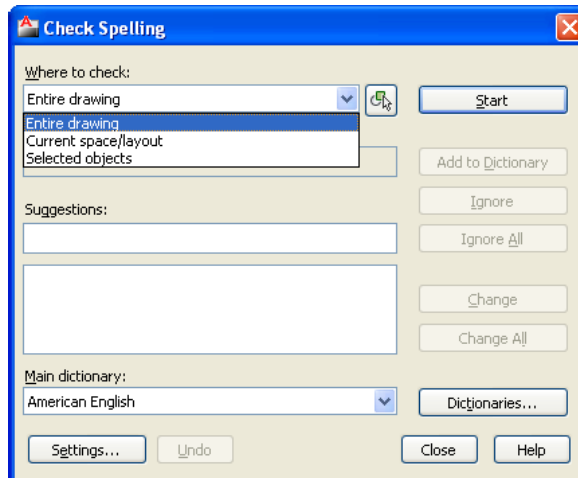 Check Spelling
Where to check:
Entire drawing
Start
Entire drawing
Current space/layout
Selected objects
Add to Dictionary
Ignore
Suggestions:
Ignore All
Change
Change All
Main dictionary:
American English
Dictionaries...
Settings...
Undo
Close
Help